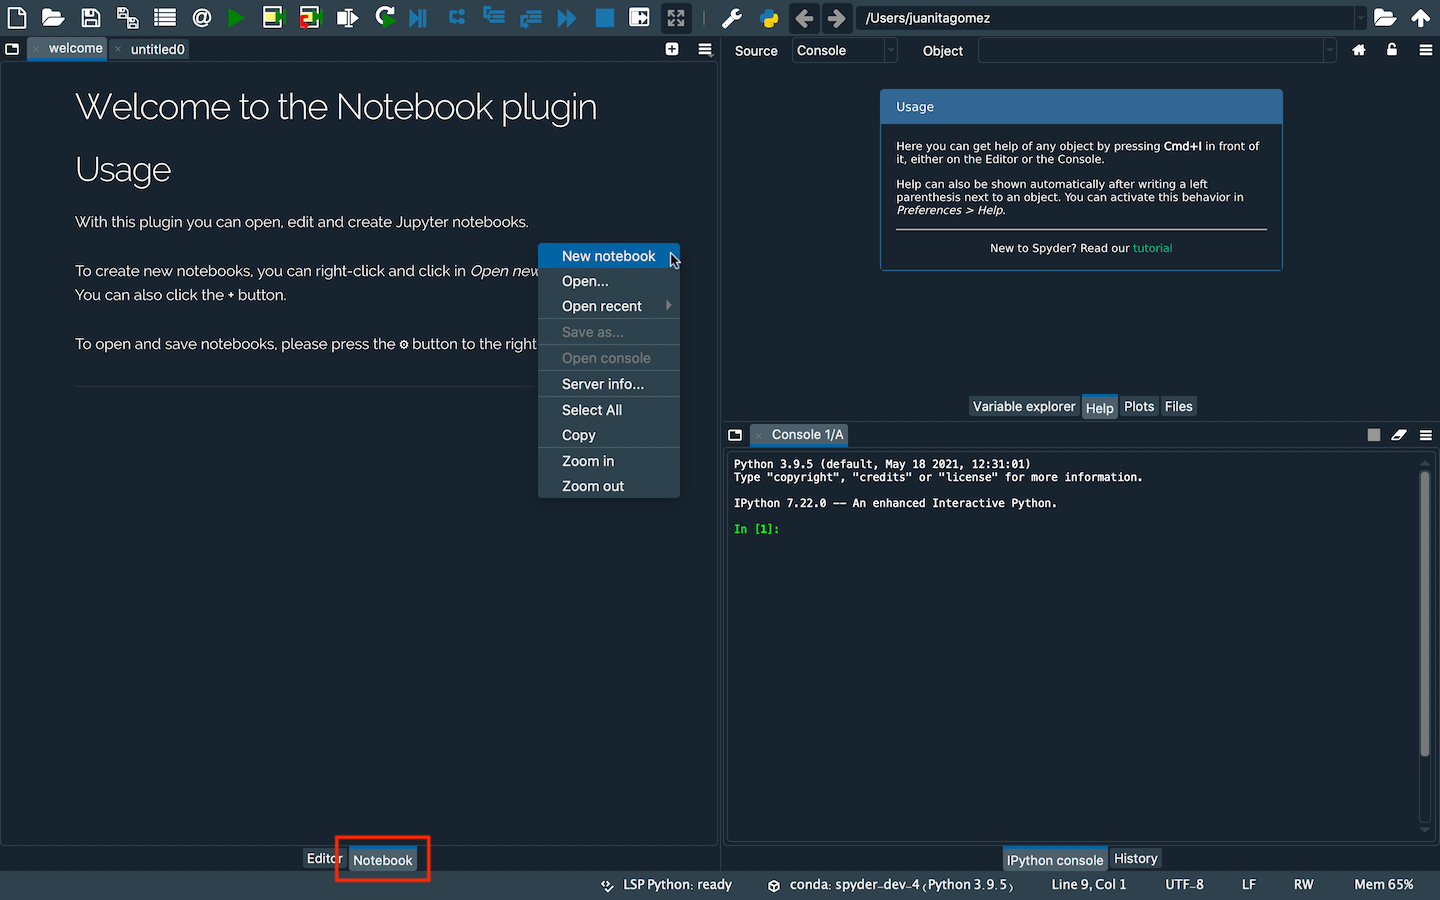 /Users/juanitagomez
welcome
untitled0
Source
Console
Object
Welcome to the Notebook plugin
Usage
With this plugin you can open, edit and create Jupyter notebooks.
To create new notebooks, you can right-click and click in Open new
You can also click the + button.
To open and save notebooks, please press the ⚙ button to the right
New notebook
Open...
Open recent
Save as...
Open console
Server info...
Select All
Copy
Zoom in
Zoom out
Editor
Notebook
Usage
Here you can get help of any object by pressing Cmd+I in front of
it, either on the Editor or the Console.
Help can also be shown automatically after writing a left
parenthesis next to an object. You can activate this behavior in
Preferences > Help.
New to Spyder? Read our tutorial
Variable explorer
Help
Plots
Files
Console 1/A
Python 3.9.5 (default, May 18 2021, 12:31:01)
Type "copyright", "credits" or "license" for more information.
IPython 7.22.0 -- An enhanced Interactive Python.
In [1]:
IPython console
History
LSP Python: ready
conda: spyder-dev-4 (Python 3.9.5)
Line 9, Col 1
UTF-8
LF
RW
Mem 65%